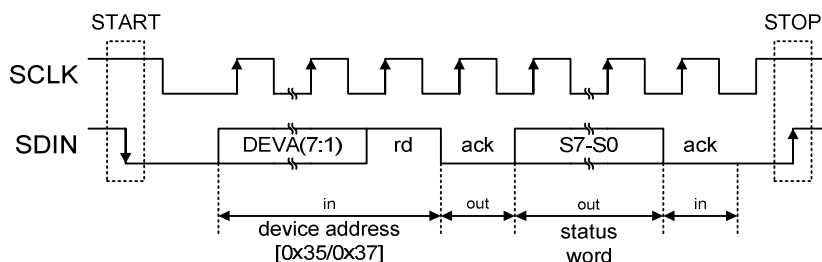 START
STOP
SCLK
SDIN
DEVA(7:1)
rd
ack
S7-S0
ack
in
out
out
in
device address
[0x35/0x37]
status
word